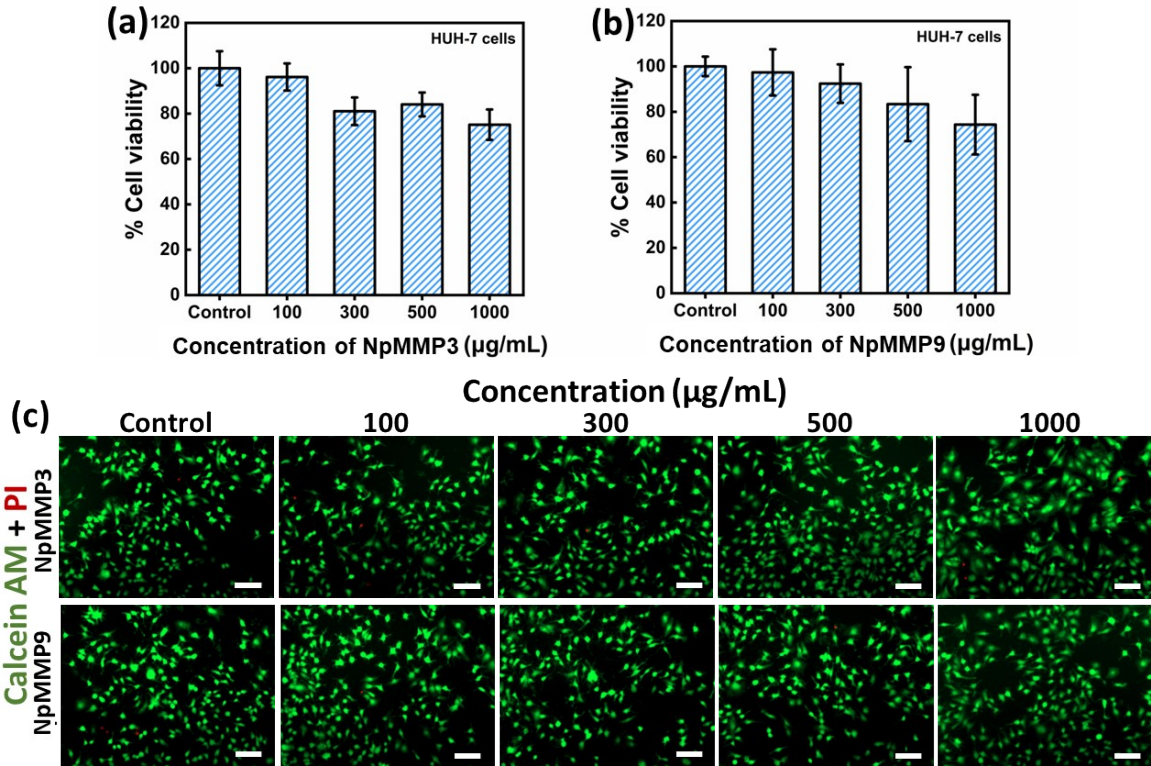 (a)
120
100
80
60
40
20
0
% Cell viability
HUH-7 cells
Control 100 300 500 1000
Concentration of NpMMP3 (µg/mL)
(b)
120
100
80
60
40
20
0
% Cell viability
HUH-7 cells
Control 100 300 500 1000
Concentration of NpMMP9 (µg/mL)
(c)
Concentration (µg/mL)
Control 100 300 500 1000
Calcein AM + PI
NpMMP3
NpMMP9